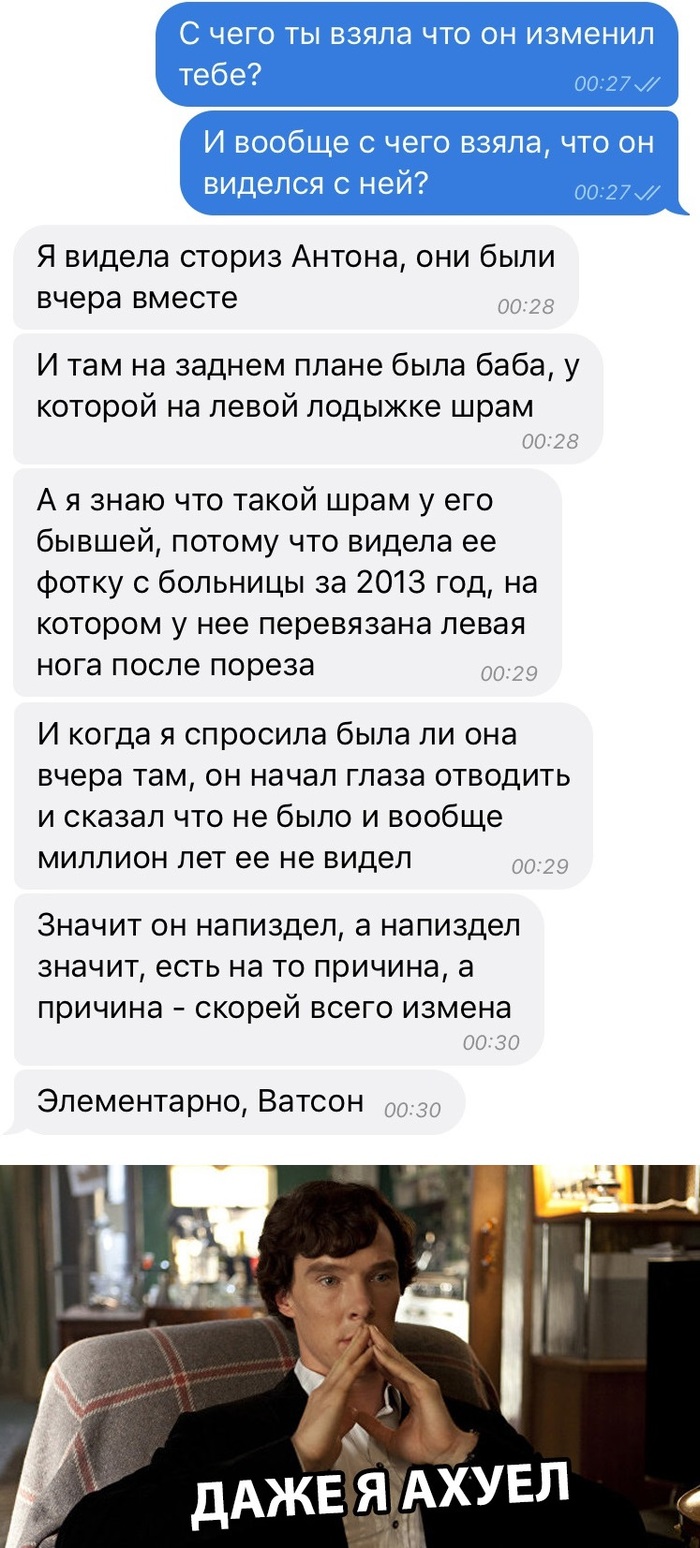 С чего ты взяла что он изменил
тебе?
00:27
И вообще с чего взяла, что он
виделся с ней?
00:27
Я видела сториз Антона, они были
вчера вместе
00:28
И там на заднем плане была баба, у
которой на левой лодыжке шрам
00:28
А я знаю что такой шрам у его
бывшей, потому что видела ее
фотку с больницы за 2013 год, на
котором у нее перевязана левая
нога после пореза
00:29
И когда я спросила была ли она
вчера там, он начал глаза отводить
и сказал что не было и вообще
миллион лет ее не видел
00:29
Значит он напиздел, а напиздел
значит, есть на то причина, а
причина - скорей всего измена
00:30
Элементарно, Ватсон
00:30
ДАЖЕ Я АХУЕЛ